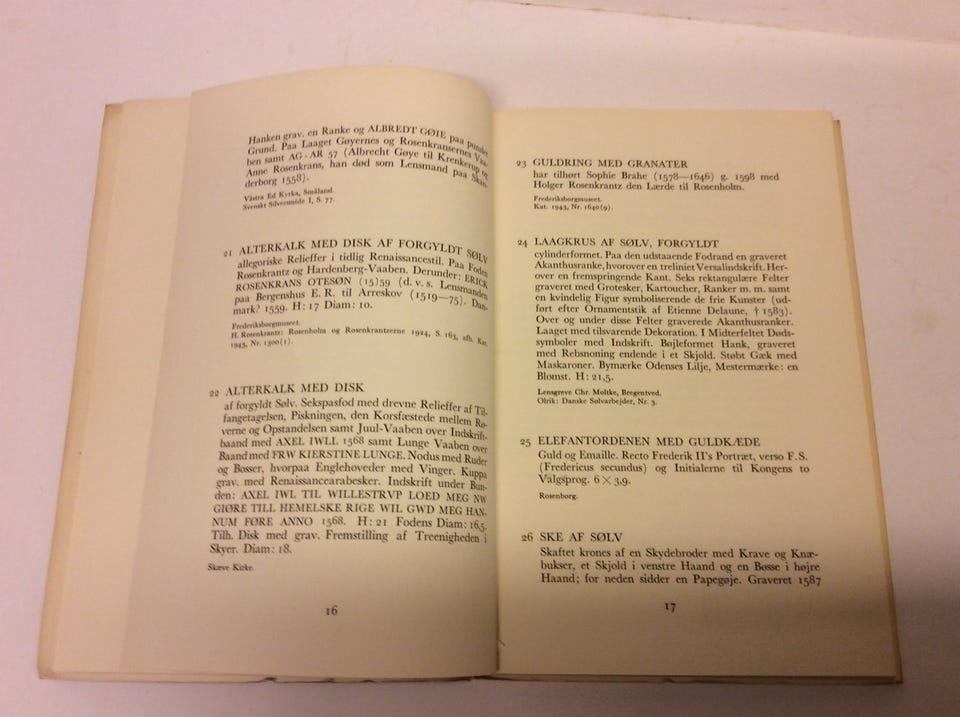 Hanken grav. en Ranke og ALBREDT GØIE paa punslet
Grund. Paa Laaget Gøyernes og Rosenkransernes Vaa-
ben samt AG - AR 57 (Albrecht Gøye til Krenkerup og
Anne Rosenkrans, han død som Lensmand paa Skan-
derborg 1558).
Västra Ed Kyrka, Småland.
Svenskt Silversmide I, S. 77.
21 ALTERKALK MED DISK AF FORGYLDT SØLV
allegoriske Relieffer i tidlig Renaissancestil. Paa Foden
Rosenkrantz og Hardenberg-Vaaben. Derunder: ERICK
ROSENKRANS OTESØN (15)59 (d. v. s. Lensmanden
paa Bergenshus E. R. til Arreskov (1519—75). Dan-
mark? 1559. H: 17 Diam: 10.
Frederiksborgmuseet.
H. Rosenkrantz: Rosenholm og Rosenkrantzerne 1924, S. 163, afb. Kat.
1943, Nr. 1300(1).
22 ALTERKALK MED DISK
af forgyldt Sølv. Sekspasfod med drevne Relieffer af Til-
fangetagelsen, Piskningen, den Korsfæstede mellem Rø-
verne og Opstandelsen samt Juul-Vaaben over Indskrift-
baand med AXEL IWLL 1568 samt Lunge Vaaben over
Baand med FRW KIERSTINE LUNGE. Nodus med Ruder
og Bosser, hvorpaa Englehoveder med Vinger. Kuppa
grav. med Renaissancearabesker. Indskrift under Bun-
den: AXEL IWL TIL WILLESTRVP LOED MEG NW
GIØRE TILL HEMELSKE RIGE WIL GWD MEG HAN-
NUM FØRE ANNO 1568. H: 21 Fodens Diam: 16,5.
Tilh. Disk med grav. Fremstilling af Treenigheden i
Skyer. Diam: 18.
Skæve Kirke.
16
23 GULDRING MED GRANATER
har tilhørt Sophie Brahe (1578—1646) g. 1598 med
Holger Rosenkrantz den Lærde til Rosenholm.
Frederiksborgmuseet.
Kat. 1943, Nr. 1640(9).
24 LAAGKRUS AF SØLV, FORGYLDT
cylinderformet. Paa den udstaaende Fodrand en graveret
Akanthusranke, hvorover en treliniet Versalindskrift. Her-
over en fremspringende Kant. Seks rektangulære Felter
graveret med Grotesker, Kartoucher, Ranker m. m. samt
en kvindelig Figur symboliserende de frie Kunster (ud-
ført efter Ornamentstik af Etienne Delaune, † 1583).
Over og under disse Felter graverede Akanthusranker.
Laaget med tilsvarende Dekoration. I Midterfeltet Døds-
symboler med Indskrift. Bøjleformet Hank, graveret
med Rebsnoning endende i et Skjold. Støbt Gæk med
Maskaroner. Bymærke Odenses Lilje, Mestermærke: en
Blomst. H: 21,5.
Lensgreve Chr. Moltke, Bregentved.
Olrik: Danske Sølvarbejder, Nr. 3.
25 ELEFANTORDENEN MED GULDKÆDE
Guld og Emaille. Recto Frederik II's Portræt, verso F. S.
(Fredericus secundus) og Initialerne til Kongens to
Valgsprog. 6 × 3,9.
Rosenborg.
26 SKE AF SØLV
Skaftet krones af en Skydebroder med Krave og Knæ-
bukser, et Skjold i venstre Haand og en Bøsse i højre
Haand; for neden sidder en Papegøje. Graveret 1587
17